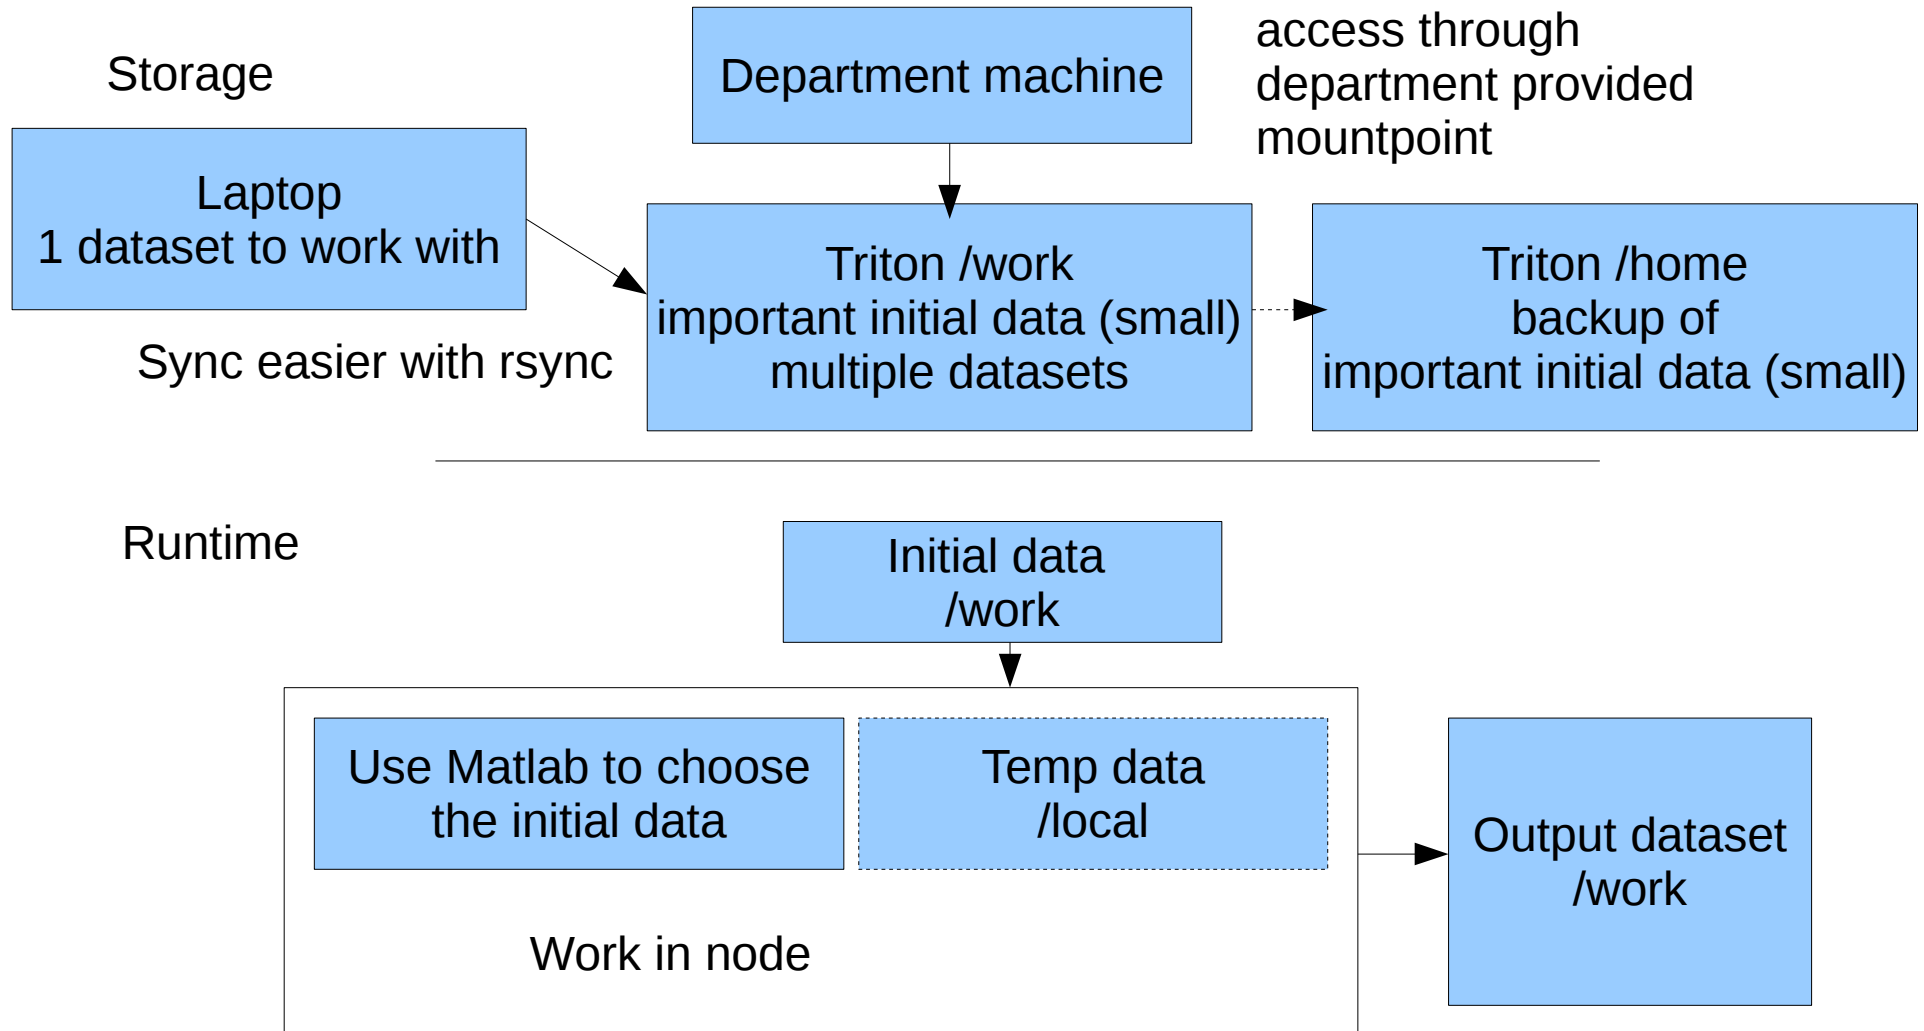 Storage
Department machine
access through
department provided
mountpoint
Laptop
1 dataset to work with
Sync easier with rsync
Triton /work
important initial data (small)
multiple datasets
Triton /home
backup of
important initial data (small)
Runtime
Initial data
/work
Use Matlab to choose
the initial data
Temp data
/local
Work in node
Output dataset
/work